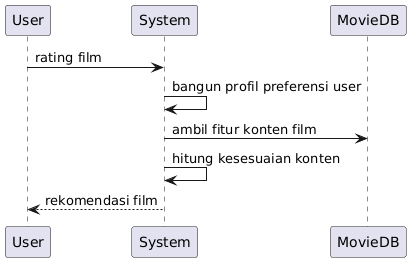 User System MovieDB
rating film
bangun profil preferensi user
ambil fitur konten film
hitung kesesuaian konten
rekomendasi film
User System MovieDB